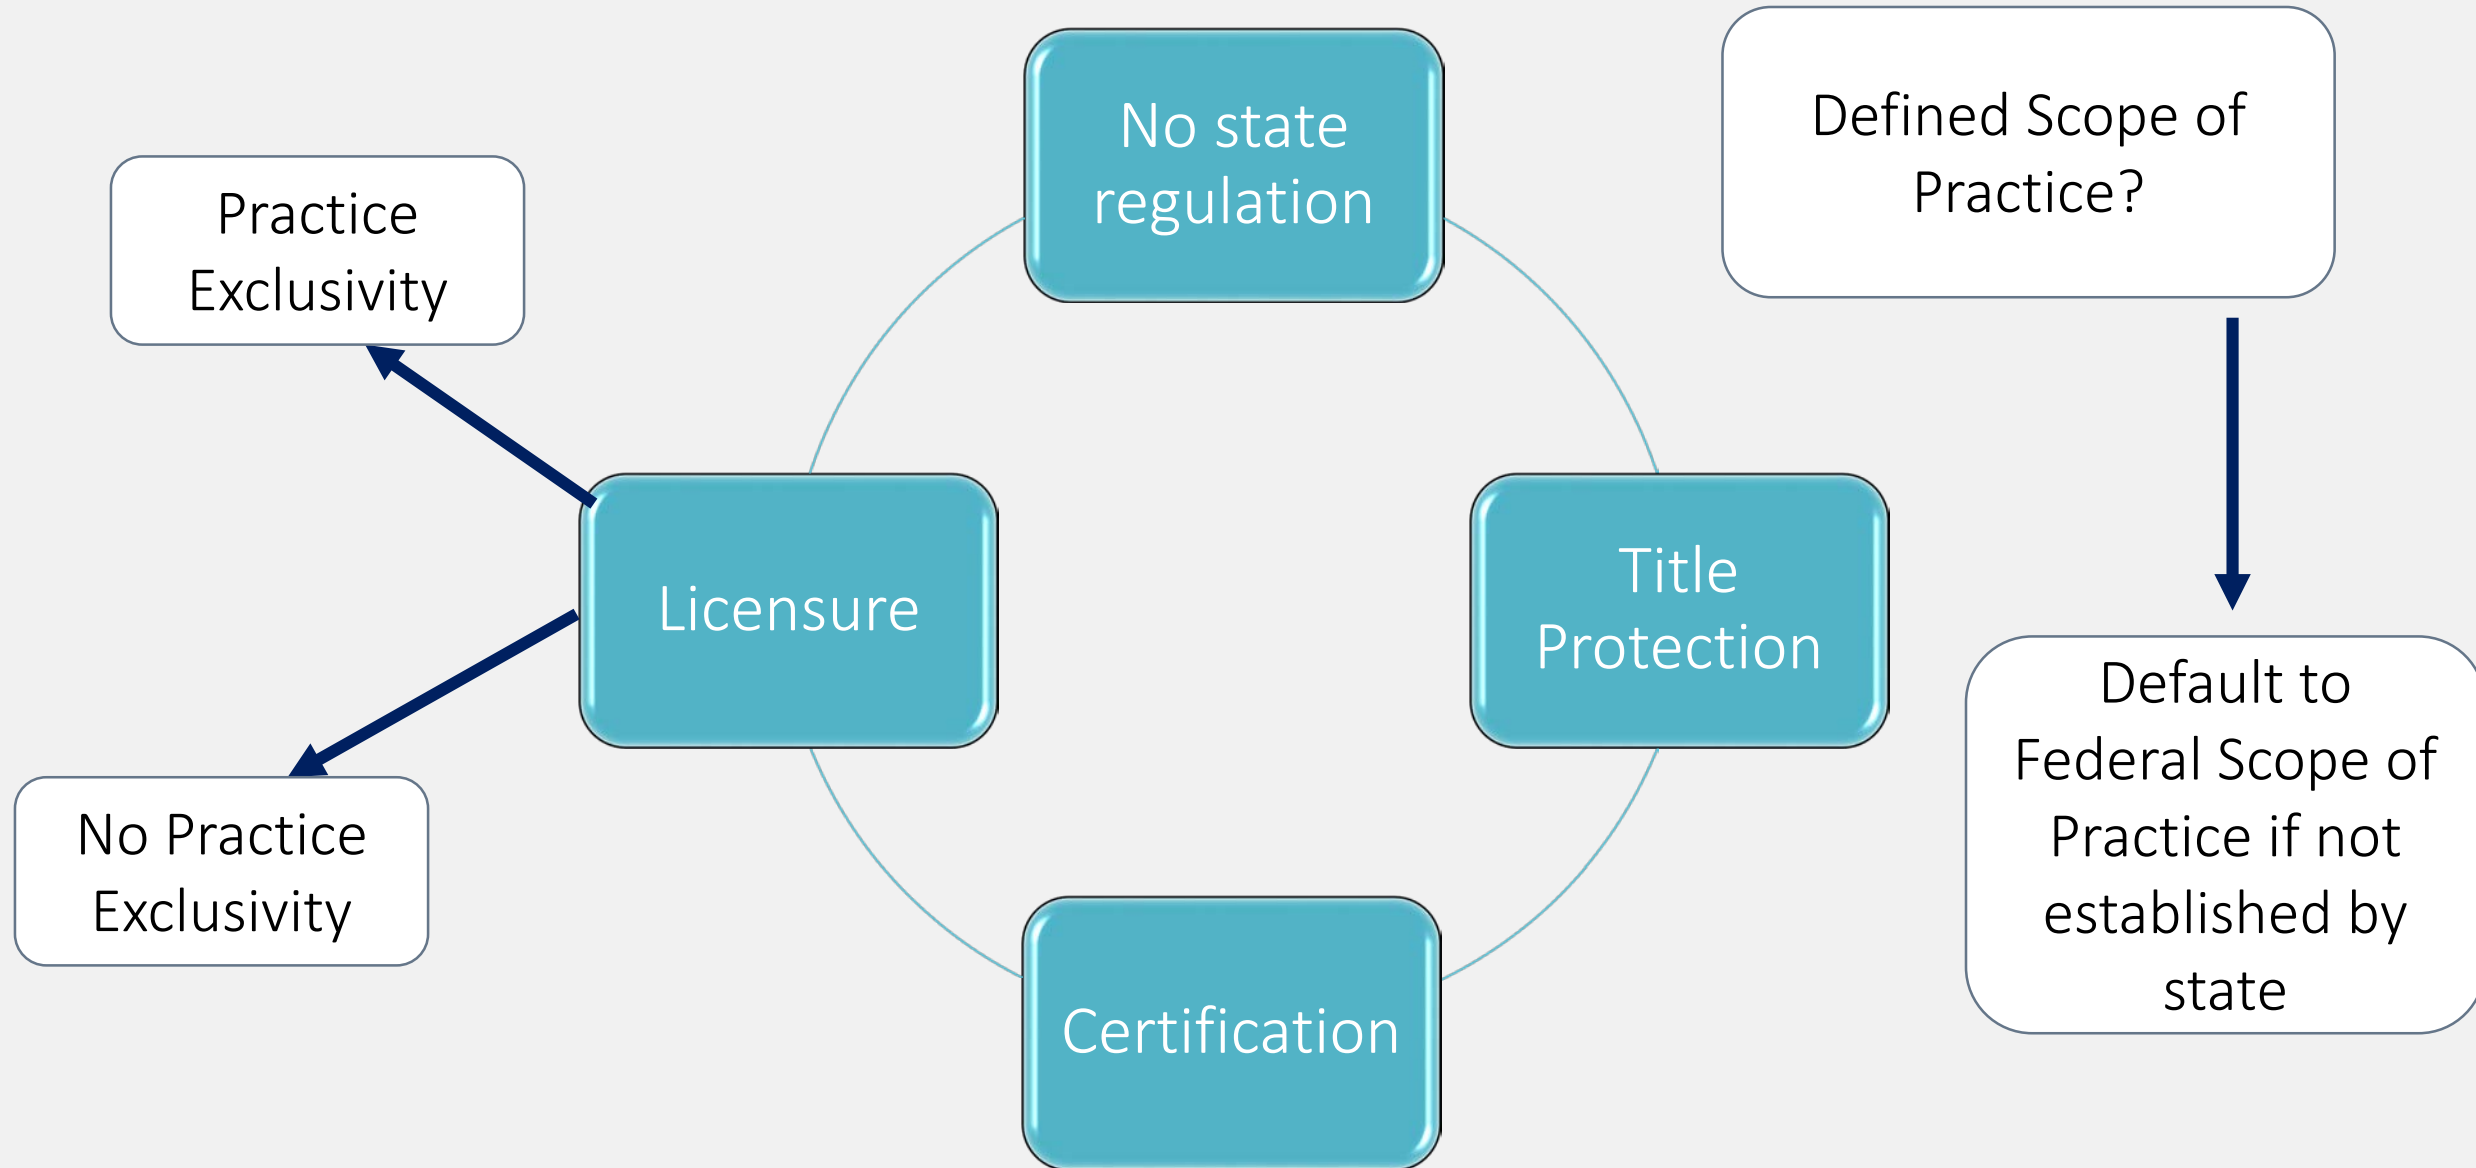 No state
regulation
Defined Scope of
Practice?
Practice
Exclusivity
Licensure
Title
Protection
No Practice
Exclusivity
Default to
Federal Scope of
Practice if not
established by
state
Certification